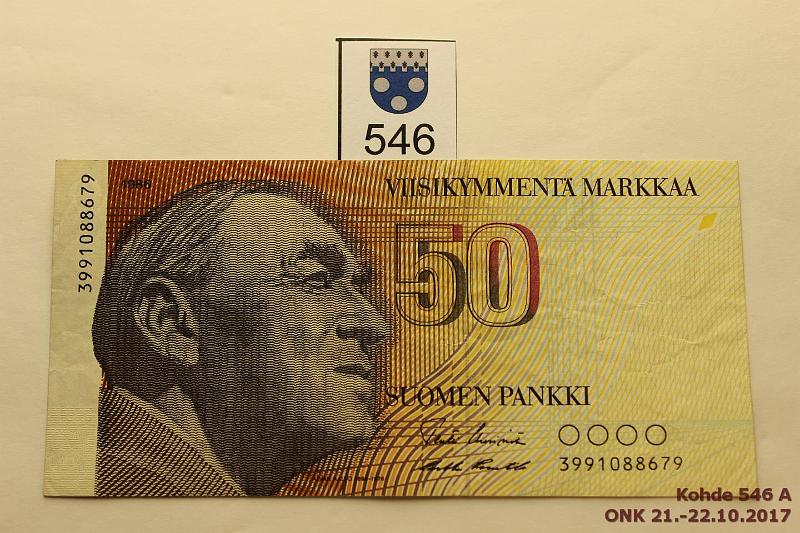 546
1986
3991088679
VIISIKYMMENTÄ MARKKAA
50
SUOMEN PANKKI
3991088679
Kohde 546 A
ONK 21.-22.10.2017